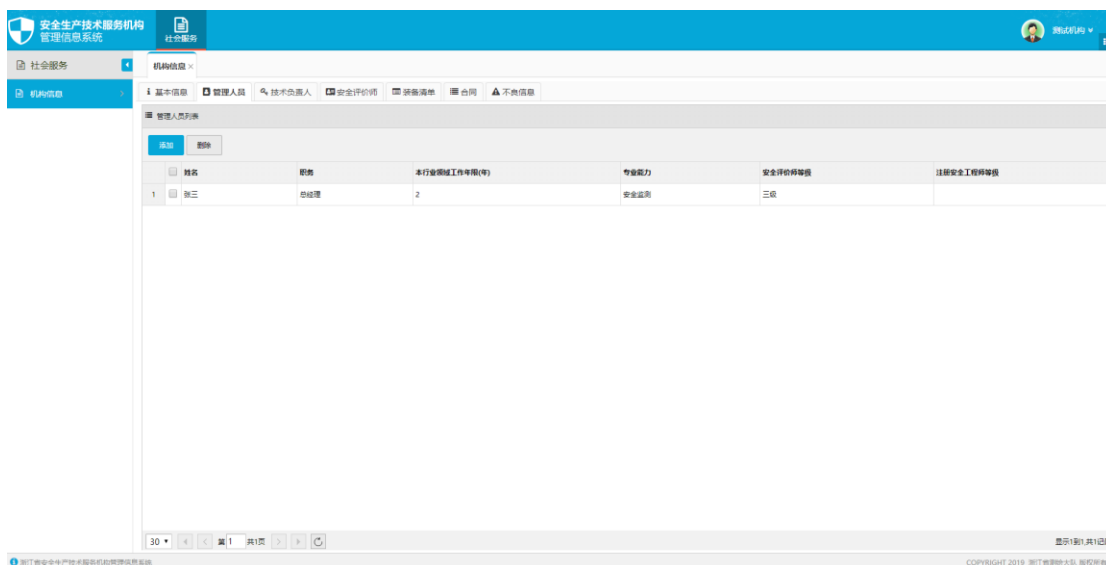 安全生产技术服务机构
管理信息系统
社会服务
测试机构
社会服务
机构信息 ×
机构信息
基本信息 管理人员 技术负责人 安全评价师 装备清单 合同 不良信息
管理人员列表
添加 删除
姓名 职务 本行业领域工作年限(年) 专业能力 安全评价师等级 注册安全工程师等级
1 张三 总经理 2 安全监测 三级
30 第 1 共1页 显示1到1,共1记
浙江省安全生产技术服务机构管理信息系统 COPYRIGHT 2019 浙江省